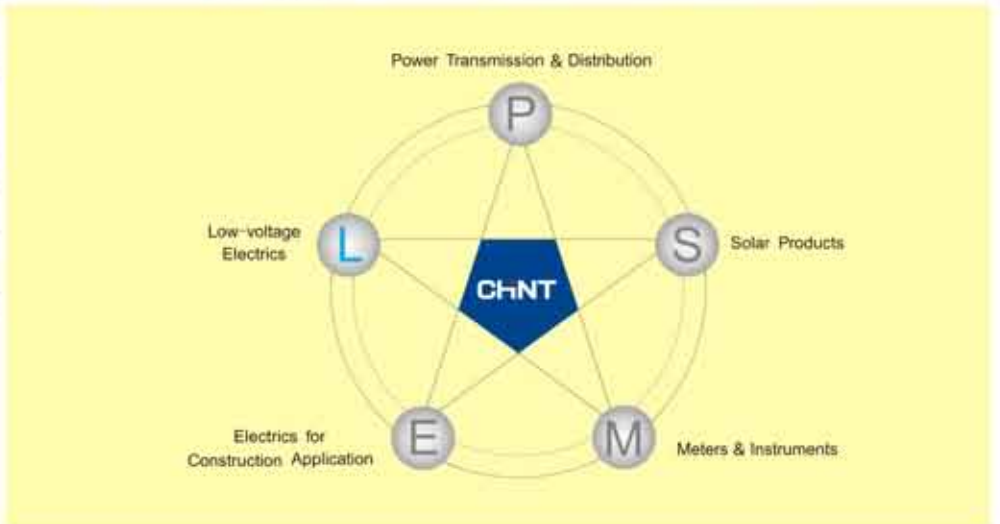 Power Transmission & Distribution
P
Low-voltage
Electrics
L
S
Solar Products
CHNT
Electrics for
Construction Application
E
M
Meters & Instruments